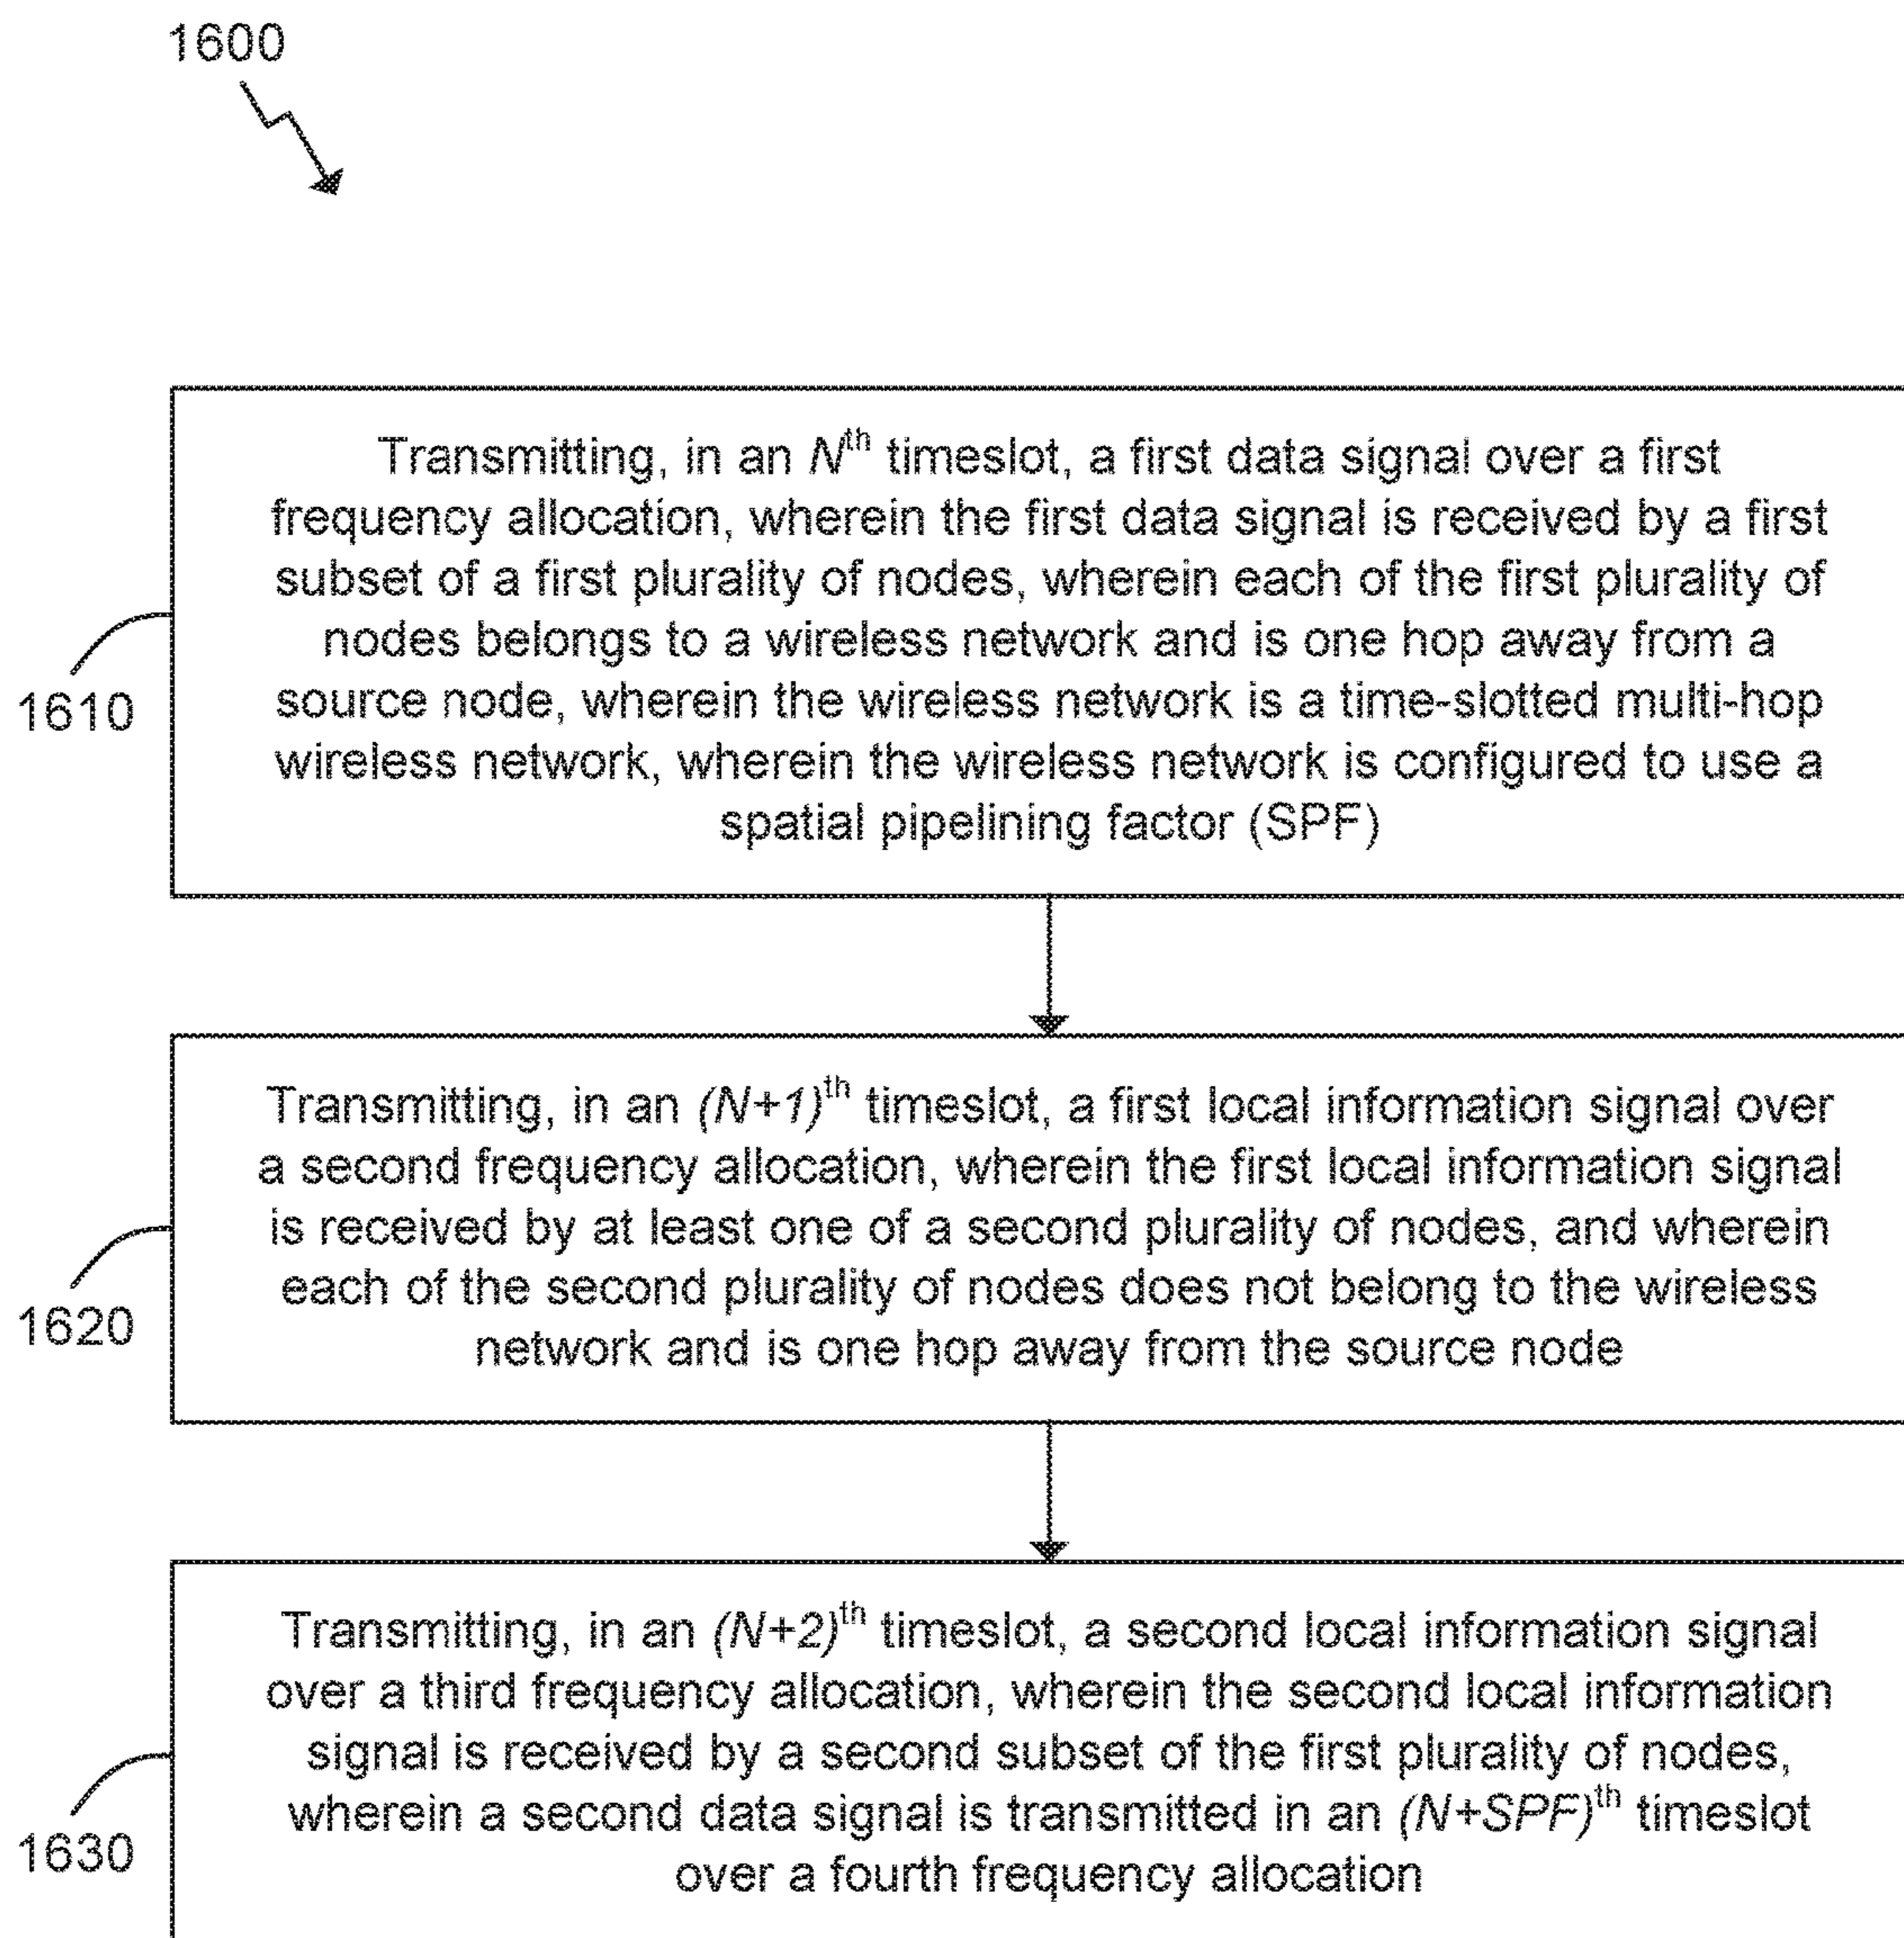 1600
Transmitting, in an Nth timeslot, a first data signal over a first
frequency allocation, wherein the first data signal is received by a first
subset of a first plurality of nodes, wherein each of the first plurality of
nodes belongs to a wireless network and is one hop away from a
source node, wherein the wireless network is a time-slotted multi-hop
wireless network, wherein the wireless network is configured to use a
spatial pipelining factor (SPF)
1610
Transmitting, in an (N+1)th timeslot, a first local information signal over
a second frequency allocation, wherein the first local information signal
is received by at least one of a second plurality of nodes, and wherein
each of the second plurality of nodes does not belong to the wireless
network and is one hop away from the source node
1620
Transmitting, in an (N+2)th timeslot, a second local information signal
over a third frequency allocation, wherein the second local information
signal is received by a second subset of the first plurality of nodes,
wherein a second data signal is transmitted in an (N+SPF)th timeslot
over a fourth frequency allocation
1630